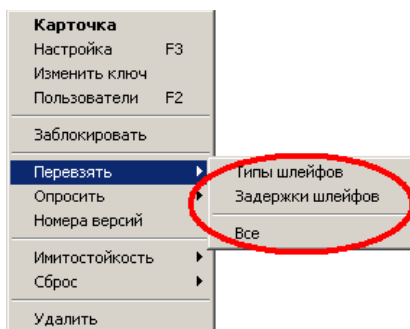 Карточка
Настройка F3
Изменить ключ
Пользователи F2
Заблокировать
Перевзять
Опросить
Номера версий
Имитостойкость
Сброс
Удалить
Типы шлейфов
Задержки шлейфов
Все